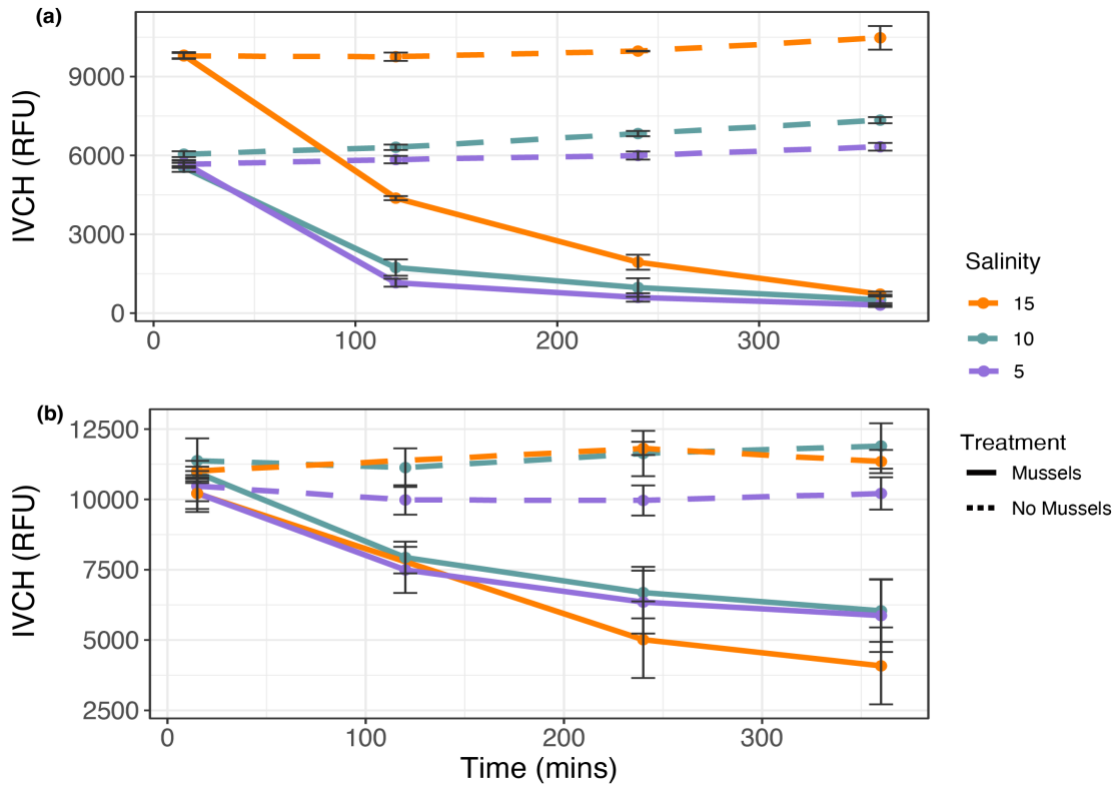 (a)
9000
6000
3000
0
IVCH (RFU)
0 100 200 300
(b)
12500
10000
7500
5000
2500
IVCH (RFU)
0 100 200 300
Time (mins)
Salinity
15
10
5
Treatment
Mussels
No Mussels